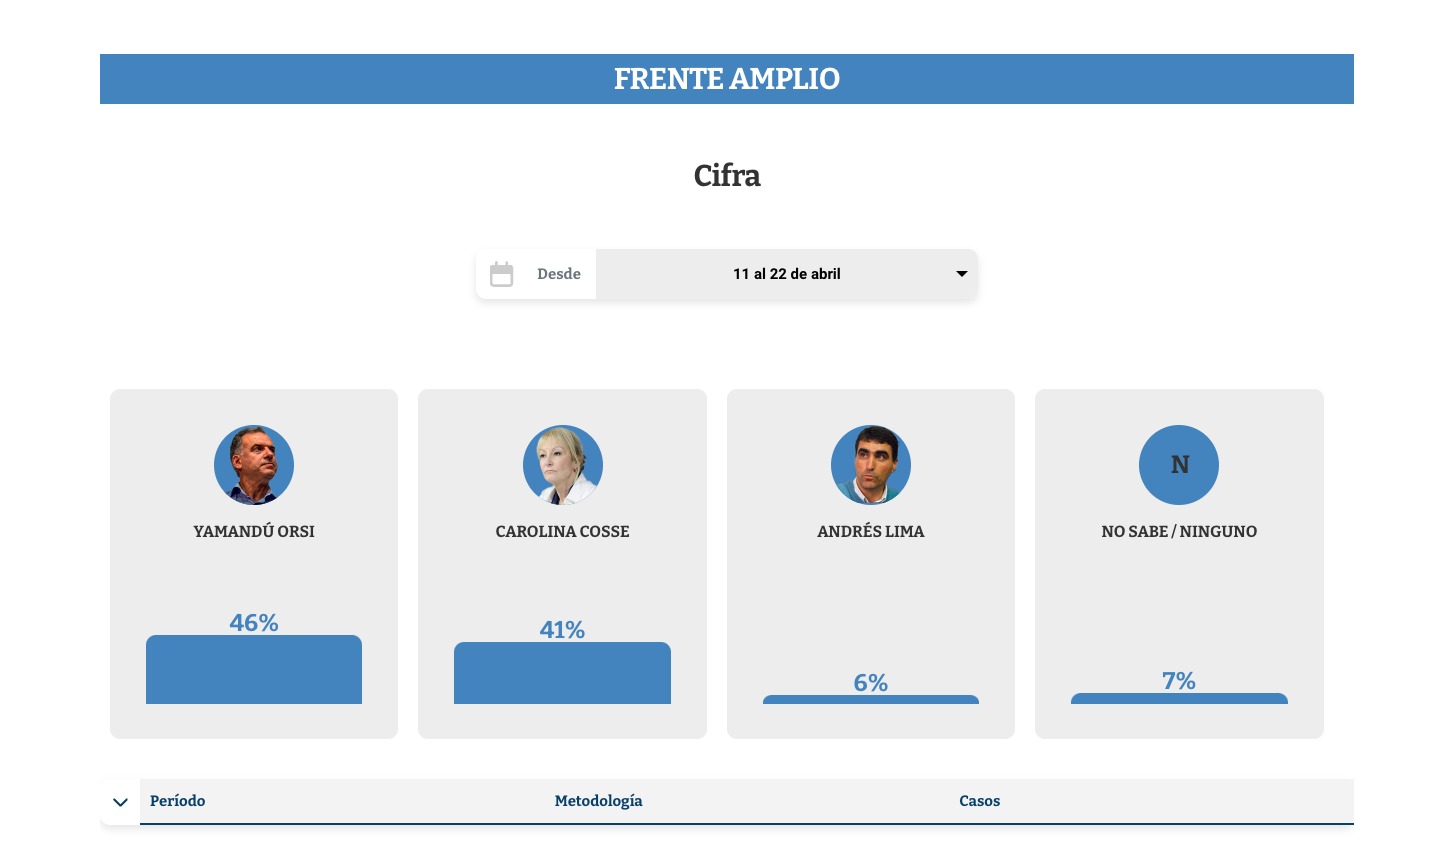 FRENTE AMPLIO
Cifra
Desde
11 al 22 de abril
YAMANDÚ ORSI
46%
CAROLINA COSSE
41%
ANDRÉS LIMA
6%
N
NO SABE / NINGUNO
7%
Período
Metodología
Casos